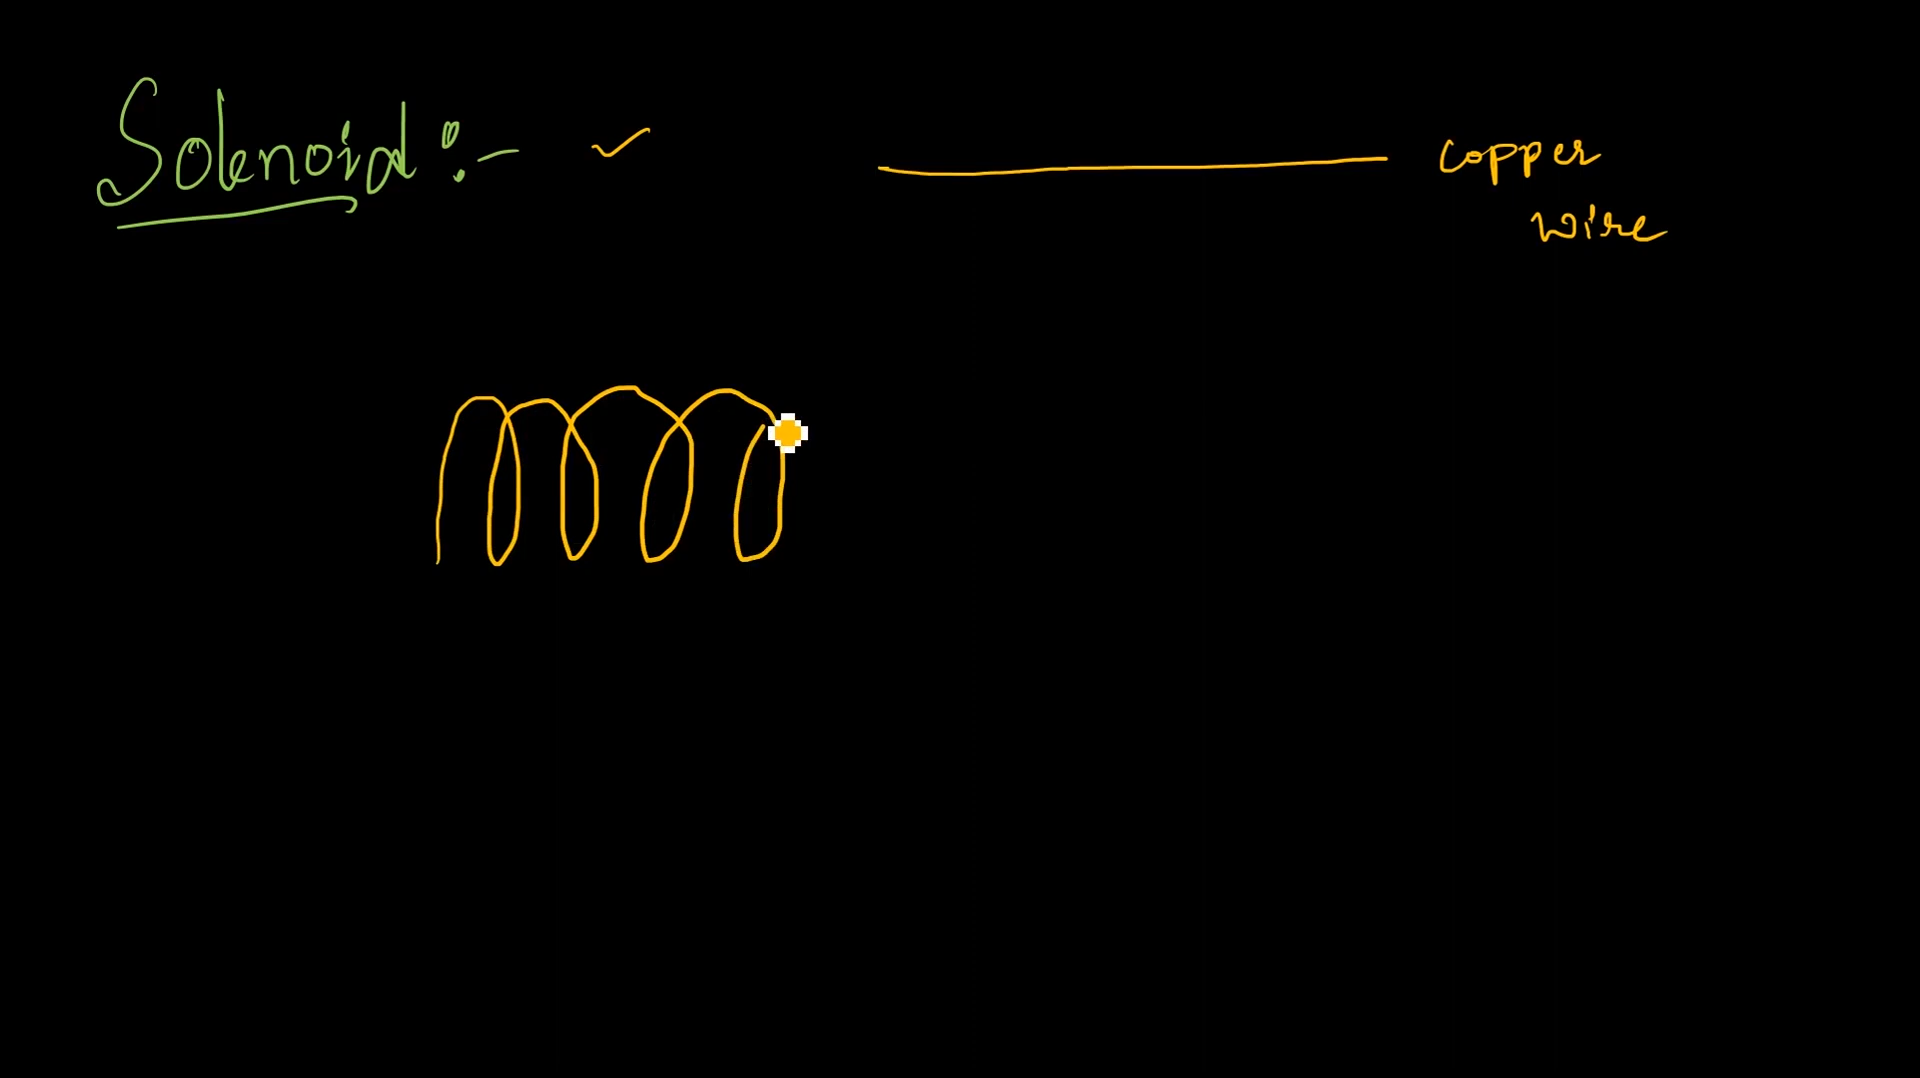 Solenoid :- ✓
copper
wire